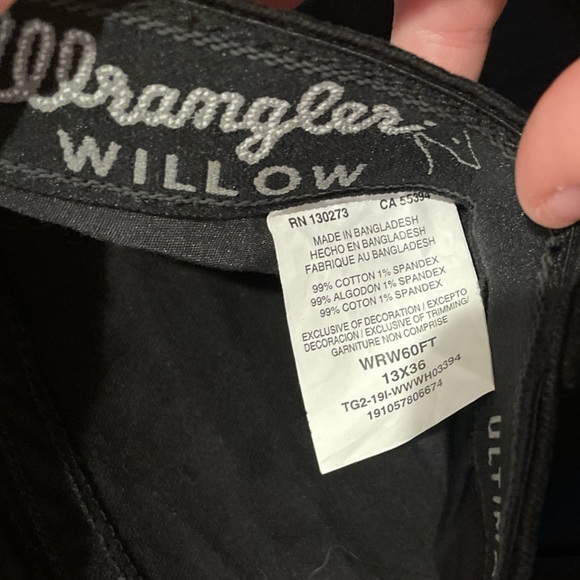 Wrangler
WILLOW
RN 130273 CA 55394
MADE IN BANGLADESH
HECHO EN BANGLADESH
FABRIQUE AU BANGLADESH
99% COTTON 1% SPANDEX
99% ALGODON 1% SPANDEX
99% COTON 1% SPANDEX
EXCLUSIVE OF DECORATION / EXCEPTO
DECORACION / EXCLUSIVE OF TRIMMING/
GARNITURE NON COMPRISE
WRW60FT
13X36
TG2-19I-WWWH03394
191057806674